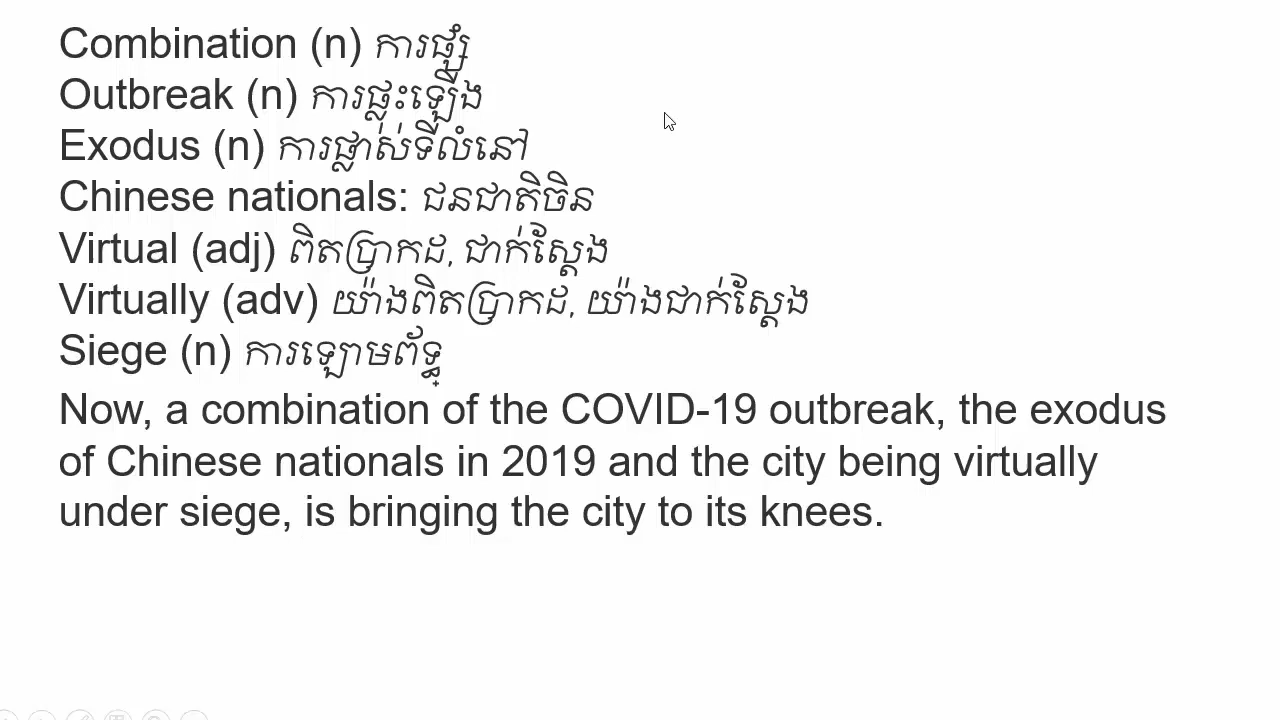 Combination (n) ការផ្សំ
Outbreak (n) ការផ្ទុះឡើង
Exodus (n) ការផ្លាស់ទីលំនៅ
Chinese nationals: ជនជាតិចិន
Virtual (adj) ពិតប្រាកដ, ជាក់ស្តែង
Virtually (adv) យ៉ាងពិតប្រាកដ, យ៉ាងជាក់ស្តែង
Siege (n) ការឡោមព័ទ្ធ
Now, a combination of the COVID-19 outbreak, the exodus
of Chinese nationals in 2019 and the city being virtually
under siege, is bringing the city to its knees.